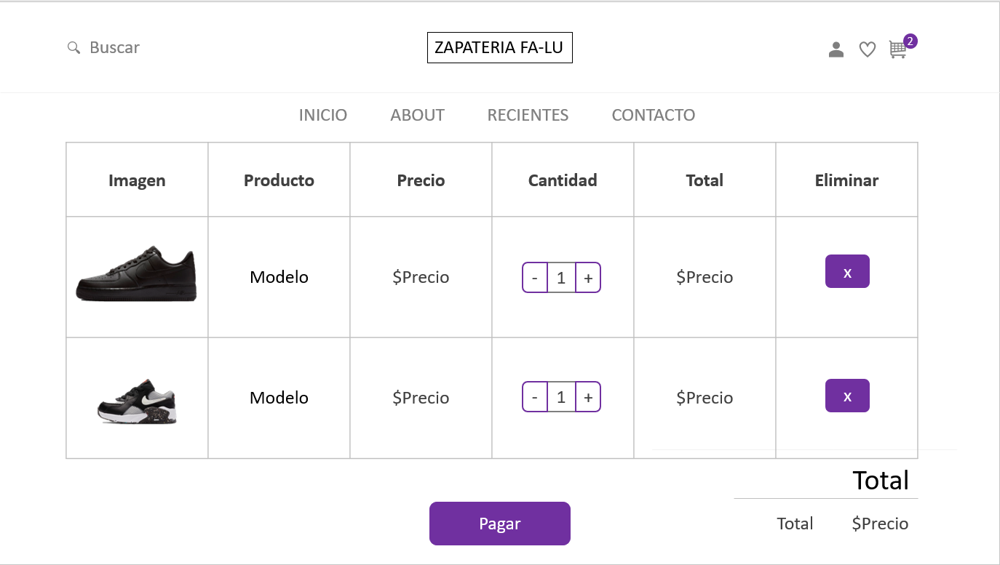 Buscar
ZAPATERIA FA-LU
2
INICIO ABOUT RECIENTES CONTACTO
Imagen Producto Precio Cantidad Total Eliminar
Modelo $Precio - 1 + $Precio x
Modelo $Precio - 1 + $Precio x
Total
Pagar
Total $Precio